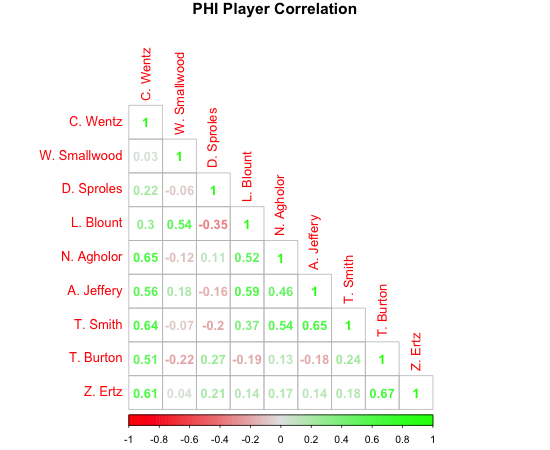 PHI Player Correlation
C. Wentz
W. Smallwood
D. Sproles
L. Blount
N. Agholor
A. Jeffery
T. Smith
T. Burton
Z. Ertz
C. Wentz 1
W. Smallwood 0.03 1
D. Sproles 0.22 -0.06 1
L. Blount 0.3 0.54 -0.35 1
N. Agholor 0.65 -0.12 0.11 0.52 1
A. Jeffery 0.56 0.18 -0.16 0.59 0.46 1
T. Smith 0.64 -0.07 -0.2 0.37 0.54 0.65 1
T. Burton 0.51 -0.22 0.27 -0.19 0.13 -0.18 0.24 1
Z. Ertz 0.61 0.04 0.21 0.14 0.17 0.14 0.18 0.67 1
-1 -0.8 -0.6 -0.4 -0.2 0 0.2 0.4 0.6 0.8 1